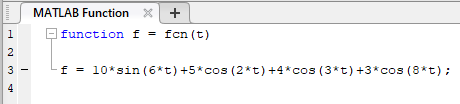 MATLAB Function
1 function f = fcn(t)
2
3 - f = 10*sin(6*t)+5*cos(2*t)+4*cos(3*t)+3*cos(8*t);
4